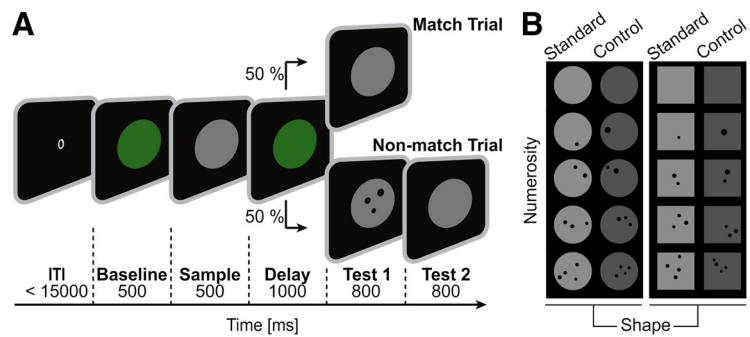 A
Match Trial
50 %
0
Non-match Trial
50 %
ITI Baseline Sample Delay Test 1 Test 2
< 15000 500 500 1000 800 800
Time [ms]
B
Standard Control Standard Control
Numerosity
Shape